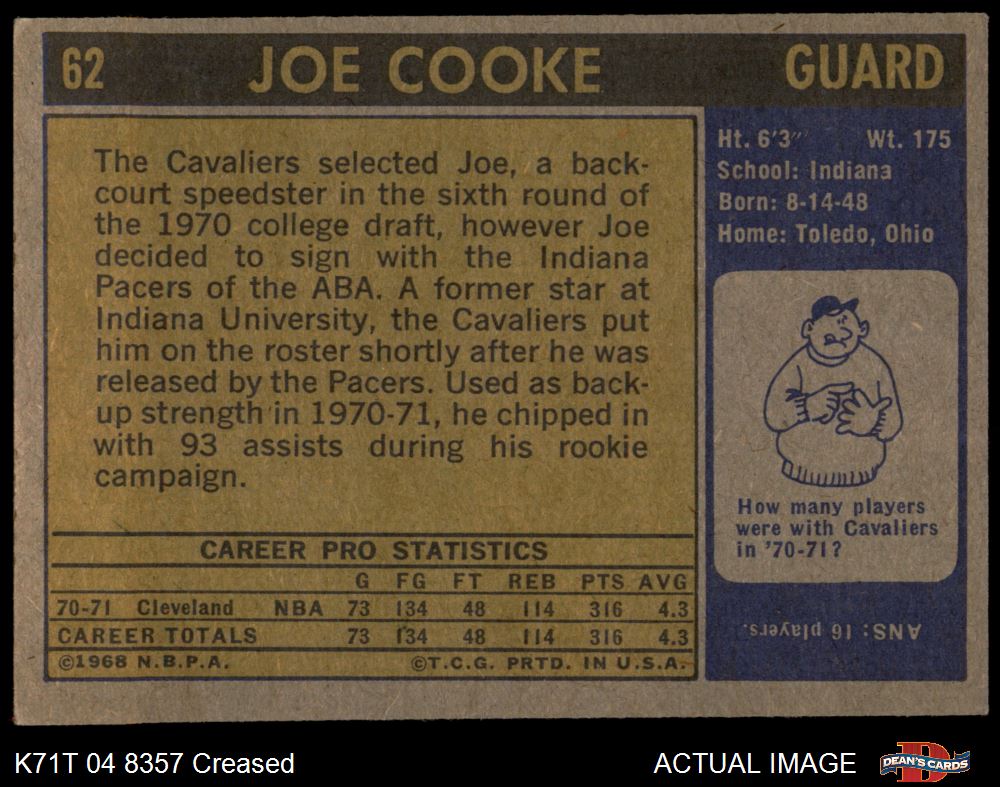 62 JOE COOKE GUARD
The Cavaliers selected Joe, a back-
court speedster in the sixth round of
the 1970 college draft, however Joe
decided to sign with the Indiana
Pacers of the ABA. A former star at
Indiana University, the Cavaliers put
him on the roster shortly after he was
released by the Pacers. Used as back-
up strength in 1970-71, he chipped in
with 93 assists during his rookie
campaign.
CAREER PRO STATISTICS
G FG FT REB PTS AVG
70-71 Cleveland NBA 73 134 48 114 316 4.3
CAREER TOTALS 73 134 48 114 316 4.3
©1968 N.B.P.A. ©T.C.G. PRTD. IN U.S.A.
Ht. 6'3" Wt. 175
School: Indiana
Born: 8-14-48
Home: Toledo, Ohio
How many players
were with Cavaliers
in '70-71?
ANS: 16 players.
K71T 04 8357 Creased ACTUAL IMAGE
DEAN'S CARDS